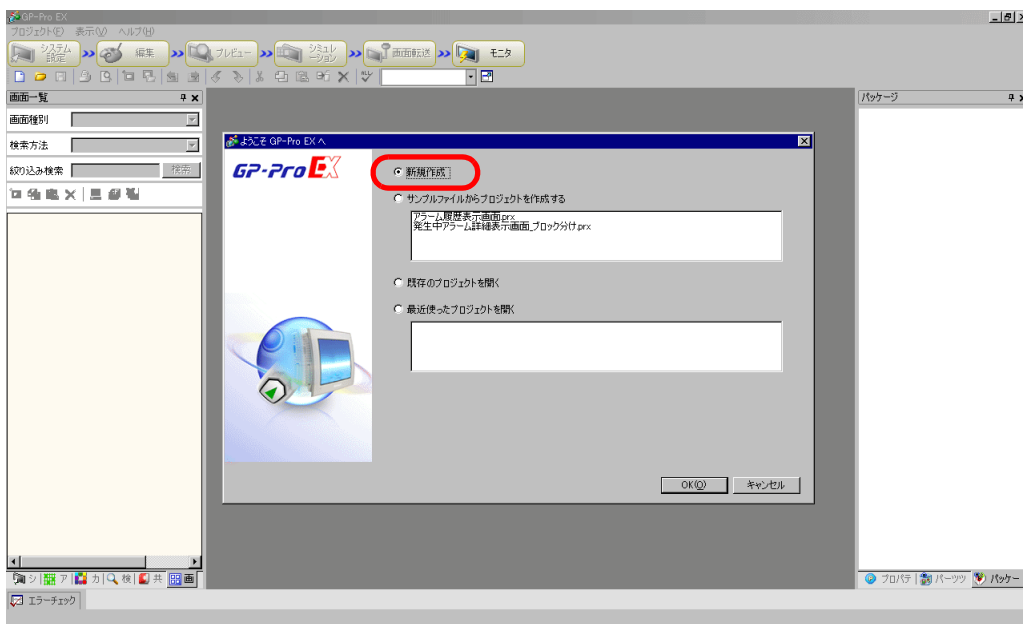 GP-Pro EX
プロジェクト(F) 表示(V) ヘルプ(H)
システム設定 » 編集 » プレビュー » シミュレーション » 画面転送 » モニタ
画面一覧
パッケージ
画面種別
検索方法
絞り込み検索 検索
ようこそ GP-Pro EX へ
GP-Pro EX
新規作成
サンプルファイルからプロジェクトを作成する
アラーム履歴表示画面.prx
発生中アラーム詳細表示画面_ブロック分け.prx
既存のプロジェクトを開く
最近使ったプロジェクトを開く
OK(O) キャンセル
シ ア カ 検 共 画
プロパテ パーツツ パッケー
エラーチェック